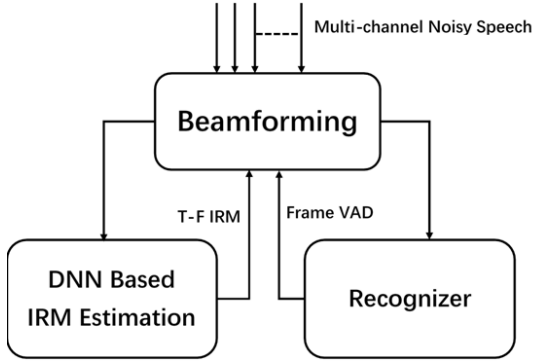 Multi-channel Noisy Speech
Beamforming
T-F IRM
Frame VAD
DNN Based
IRM Estimation
Recognizer